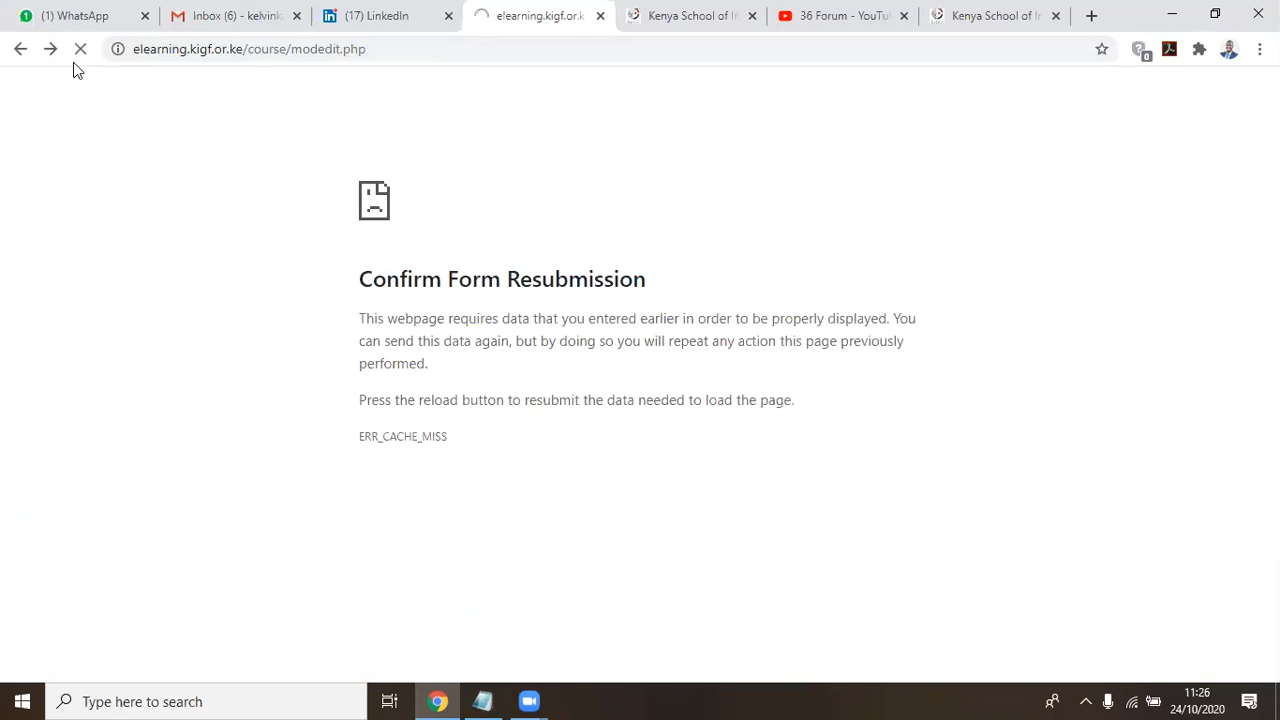 (1) WhatsApp
Inbox (6) - kelvink
(17) LinkedIn
elearning.kigf.or.k
Kenya School of In
36 Forum - YouTu
Kenya School of In
elearning.kigf.or.ke/course/modedit.php
0
Confirm Form Resubmission
This webpage requires data that you entered earlier in order to be properly displayed. You
can send this data again, but by doing so you will repeat any action this page previously
performed.
Press the reload button to resubmit the data needed to load the page.
ERR_CACHE_MISS
Type here to search
11:26
24/10/2020